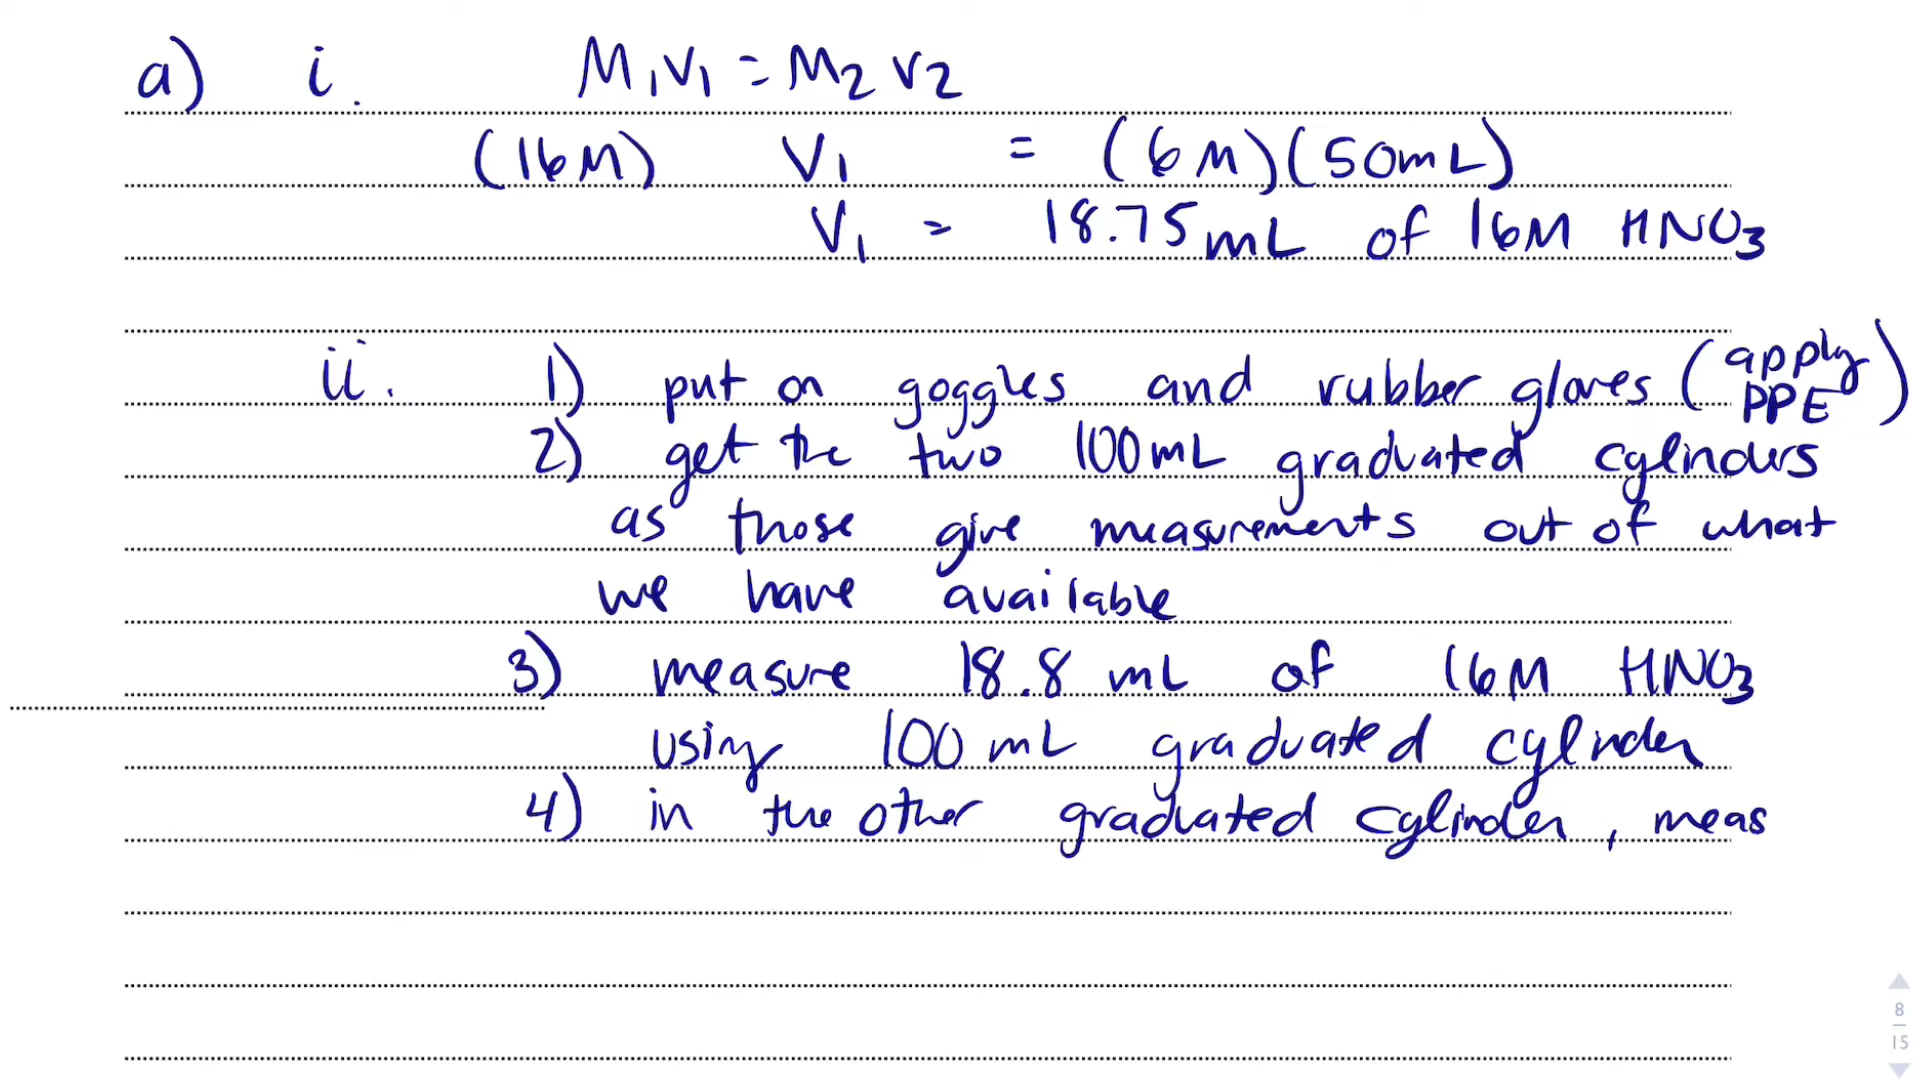 a) i. M₁V₁ = M₂V₂
(16M) V₁ = (6M)(50mL)
V₁ = 18.75mL of 16M HNO₃
ii. 1) put on goggles and rubber gloves (apply PPE)
2) get the two 100mL graduated cylinders
as those give measurements out of what
we have available
3) measure 18.8 mL of 16M HNO₃
using 100mL graduated cylinder
4) in the other graduated cylinder, meas
8
15